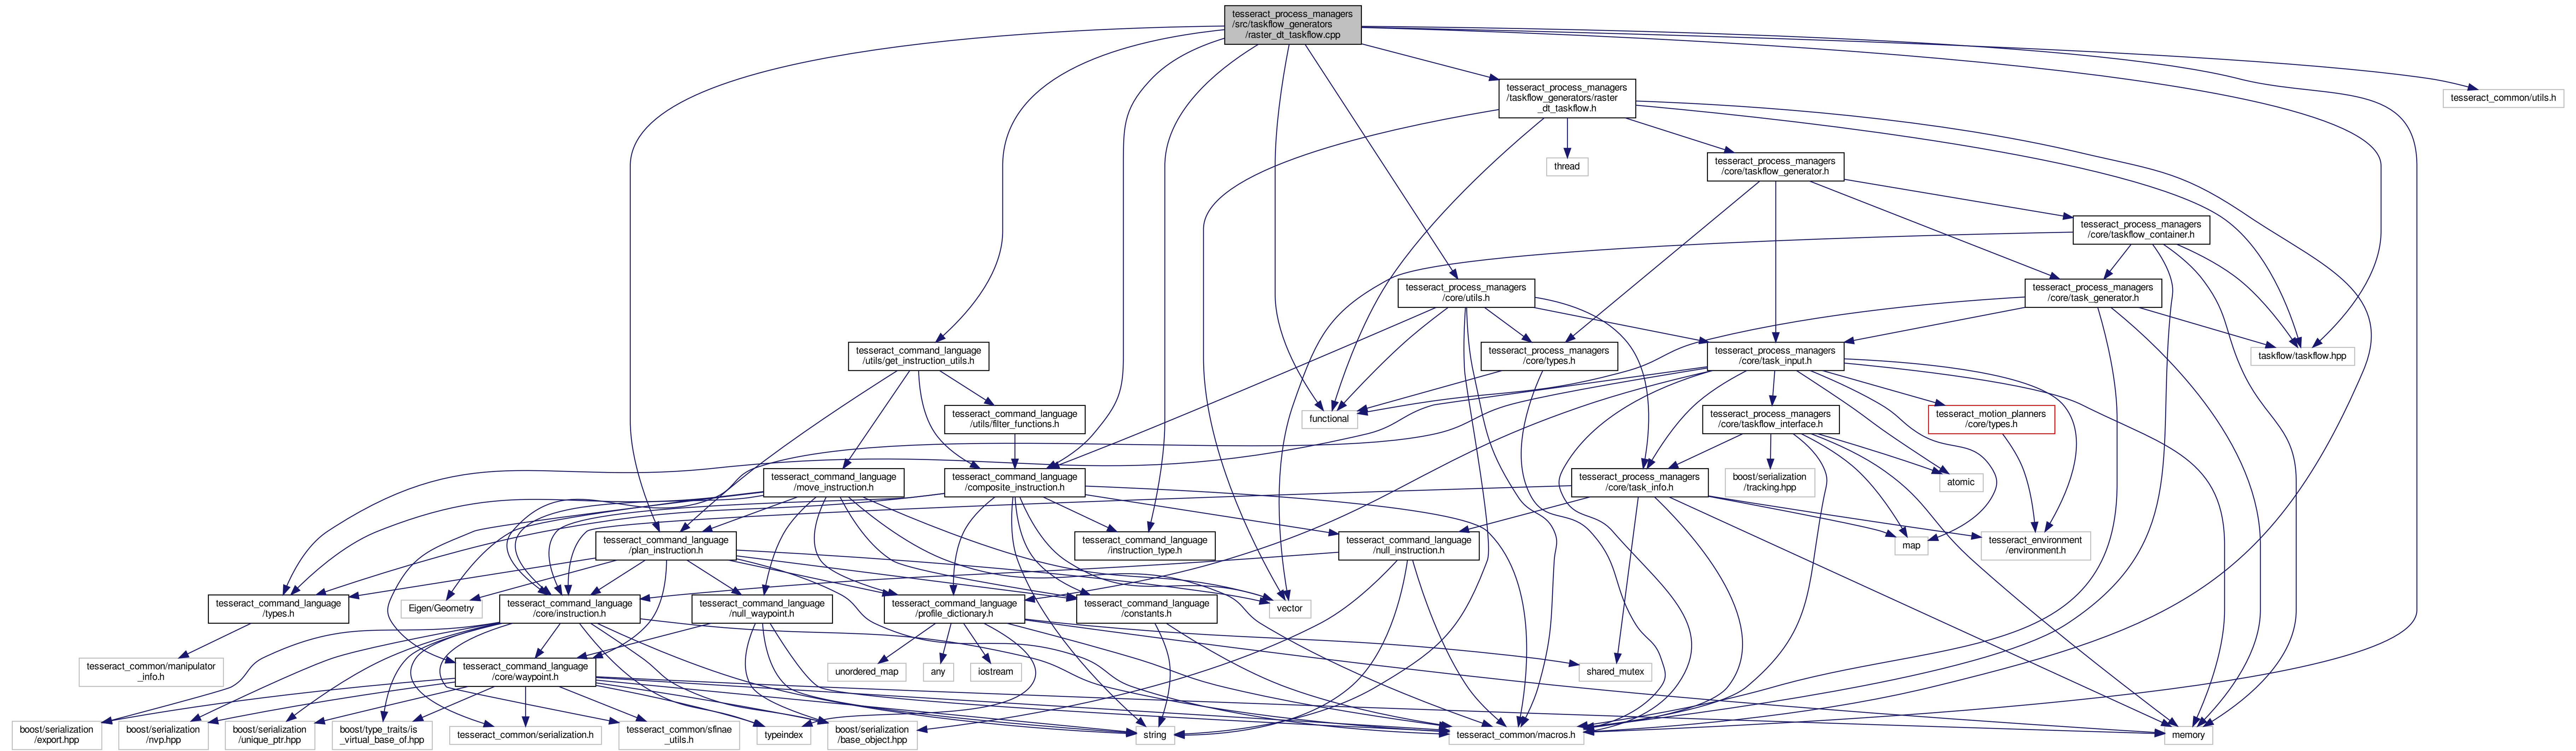 tesseract_process_managers
/src/taskflow_generators
/raster_dt_taskflow.cpp
tesseract_process_managers
/taskflow_generators/raster
_dt_taskflow.h
tesseract_common/utils.h
thread
tesseract_process_managers
/core/taskflow_generator.h
tesseract_process_managers
/core/taskflow_container.h
tesseract_process_managers
/core/utils.h
tesseract_process_managers
/core/task_generator.h
tesseract_command_language
/utils/get_instruction_utils.h
tesseract_process_managers
/core/types.h
tesseract_process_managers
/core/task_input.h
taskflow/taskflow.hpp
tesseract_command_language
/utils/filter_functions.h
functional
tesseract_process_managers
/core/taskflow_interface.h
tesseract_motion_planners
/core/types.h
tesseract_command_language
/move_instruction.h
tesseract_command_language
/composite_instruction.h
tesseract_process_managers
/core/task_info.h
boost/serialization
/tracking.hpp
atomic
tesseract_command_language
/plan_instruction.h
tesseract_command_language
/instruction_type.h
tesseract_command_language
/null_instruction.h
map
tesseract_environment
/environment.h
tesseract_command_language
/types.h
Eigen/Geometry
tesseract_command_language
/core/instruction.h
tesseract_command_language
/null_waypoint.h
tesseract_command_language
/profile_dictionary.h
tesseract_command_language
/constants.h
vector
tesseract_common/manipulator
_info.h
tesseract_command_language
/core/waypoint.h
unordered_map
any
iostream
shared_mutex
boost/serialization
/export.hpp
boost/serialization
/nvp.hpp
boost/serialization
/unique_ptr.hpp
boost/type_traits/is
_virtual_base_of.hpp
tesseract_common/serialization.h
tesseract_common/sfinae
_utils.h
typeindex
boost/serialization
/base_object.hpp
string
tesseract_common/macros.h
memory